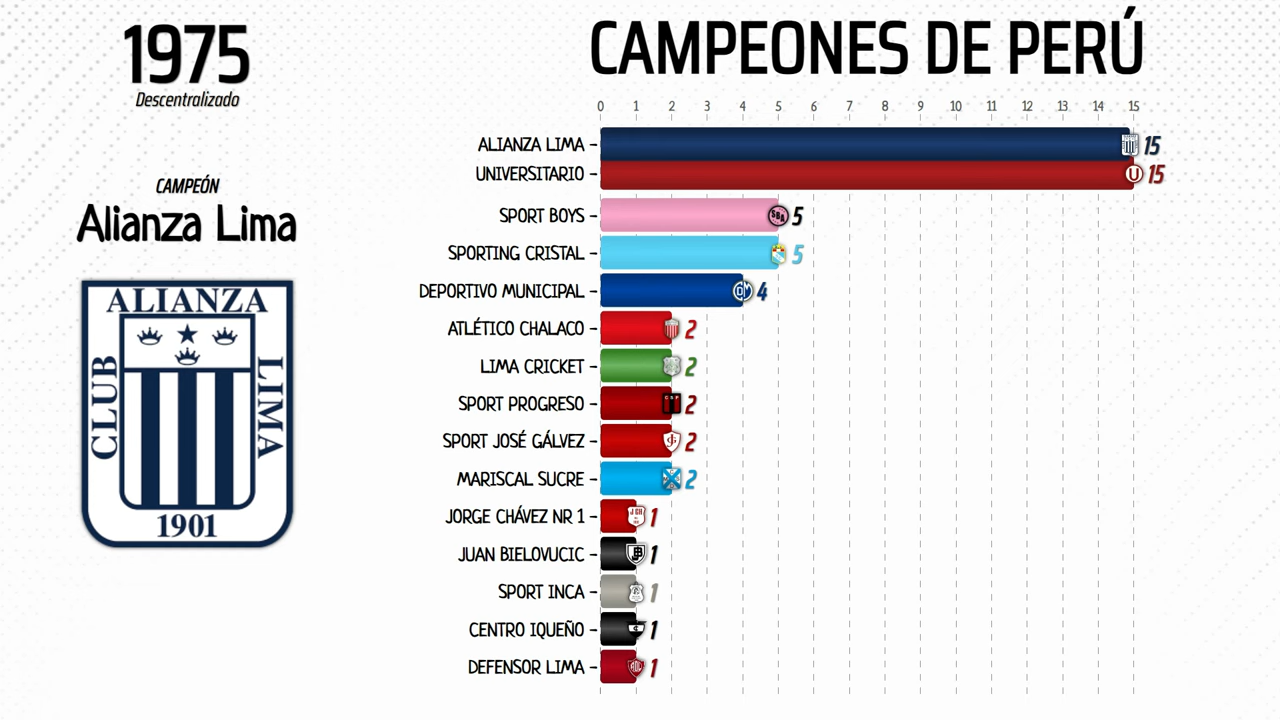 1975
Descentralizado
CAMPEÓN
Alianza Lima
ALIANZA
CLUB
LIMA
1901
CAMPEONES DE PERÚ
0 1 2 3 4 5 6 7 8 9 10 11 12 13 14 15
ALIANZA LIMA 15
UNIVERSITARIO U 15
SPORT BOYS SBA 5
SPORTING CRISTAL 5
DEPORTIVO MUNICIPAL 4
ATLÉTICO CHALACO 2
LIMA CRICKET 2
SPORT PROGRESO 2
SPORT JOSÉ GÁLVEZ 2
MARISCAL SUCRE 2
JORGE CHÁVEZ NR 1 1
JUAN BIELOVUCIC 1
SPORT INCA 1
CENTRO IQUEÑO 1
DEFENSOR LIMA 1